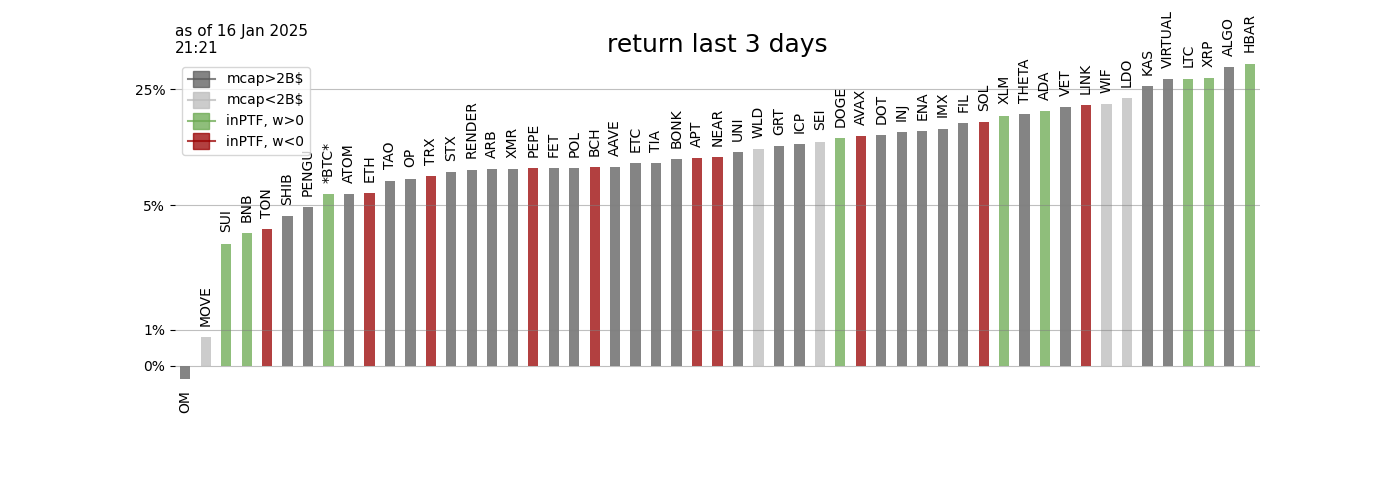 as of 16 Jan 2025
21:21
return last 3 days
mcap>2B$
mcap<2B$
inPTF, w>0
inPTF, w<0
25%
5%
1%
0%
OM
MOVE
SUI
BNB
TON
SHIB
PENGU
*BTC*
ATOM
ETH
TAO
OP
TRX
STX
RENDER
ARB
XMR
PEPE
FET
POL
BCH
AAVE
ETC
TIA
BONK
APT
NEAR
UNI
WLD
GRT
ICP
SEI
DOGE
AVAX
DOT
INJ
ENA
IMX
FIL
SOL
XLM
THETA
ADA
VET
LINK
WIF
LDO
KAS
VIRTUAL
LTC
XRP
ALGO
HBAR